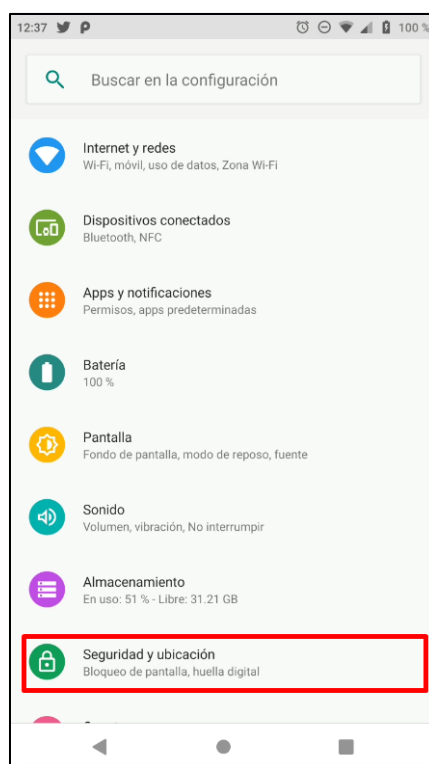 12:37 100 %
Buscar en la configuración
Internet y redes
Wi-Fi, móvil, uso de datos, Zona Wi-Fi
Dispositivos conectados
Bluetooth, NFC
Apps y notificaciones
Permisos, apps predeterminadas
Batería
100 %
Pantalla
Fondo de pantalla, modo de reposo, fuente
Sonido
Volumen, vibración, No interrumpir
Almacenamiento
En uso: 51 % - Libre: 31.21 GB
Seguridad y ubicación
Bloqueo de pantalla, huella digital